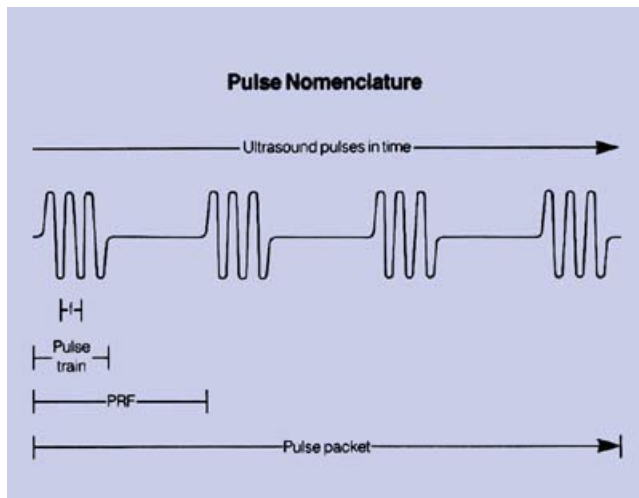 Pulse Nomenclature
Ultrasound pulses in time
f
Pulse
train
PRF
Pulse packet